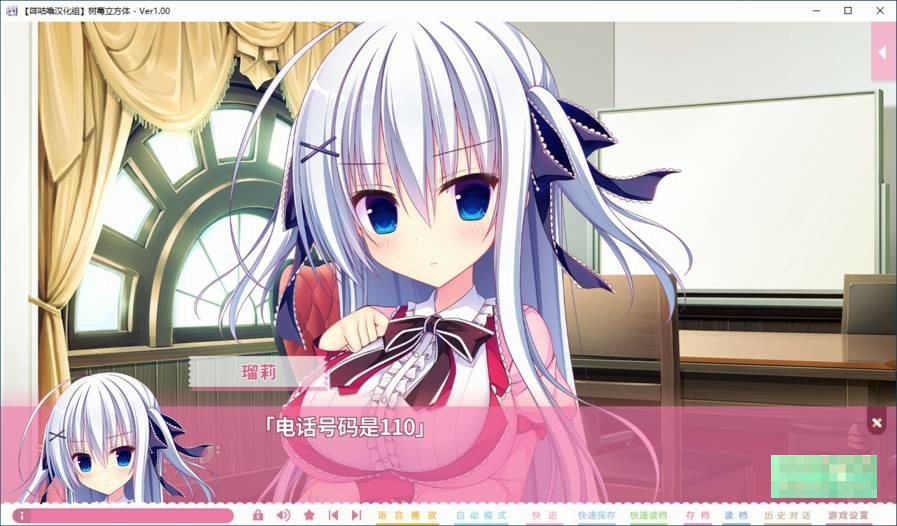 【咩咕噜汉化组】树莓立方体 - Ver1.00
瑠莉
「电话号码是110」
语音播放 自动模式 快进 快速保存 快速读档 存档 读档 历史对话 游戏设置